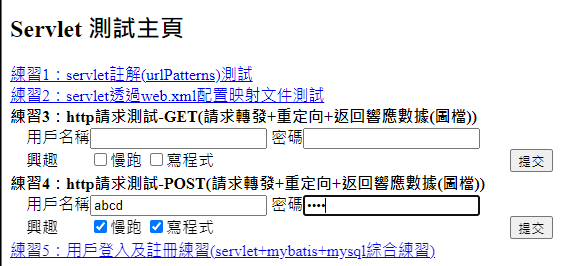 Servlet 測試主頁
練習1：servlet註解(urlPatterns)測試
練習2：servlet透過web.xml配置映射文件測試
練習3：http請求測試-GET(請求轉發+重定向+返回響應數據(圖檔))
用戶名稱 密碼
興趣 慢跑 寫程式 提交
練習4：http請求測試-POST(請求轉發+重定向+返回響應數據(圖檔))
用戶名稱 abcd 密碼 ••••
興趣 慢跑 寫程式 提交
練習5：用戶登入及註冊練習(servlet+mybatis+mysql綜合練習)